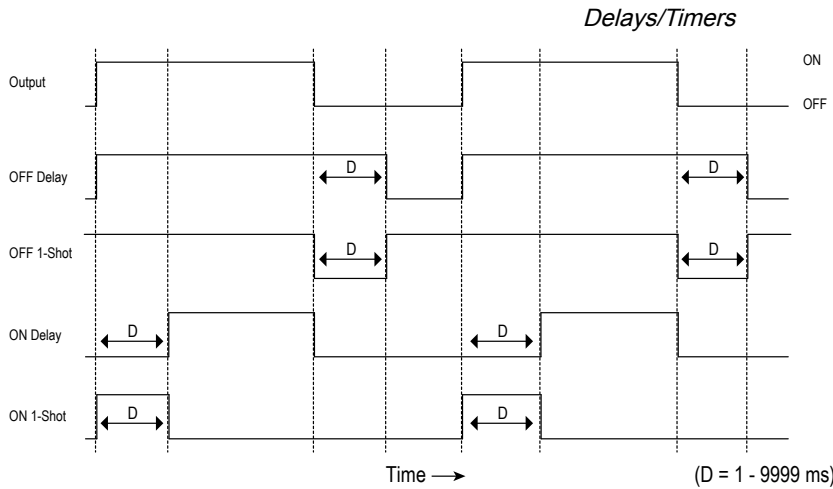 Delays/Timers
ON
Output
OFF
OFF Delay
D
D
OFF 1-Shot
D
D
ON Delay
D
D
ON 1-Shot
D
D
Time
(D = 1 - 9999 ms)